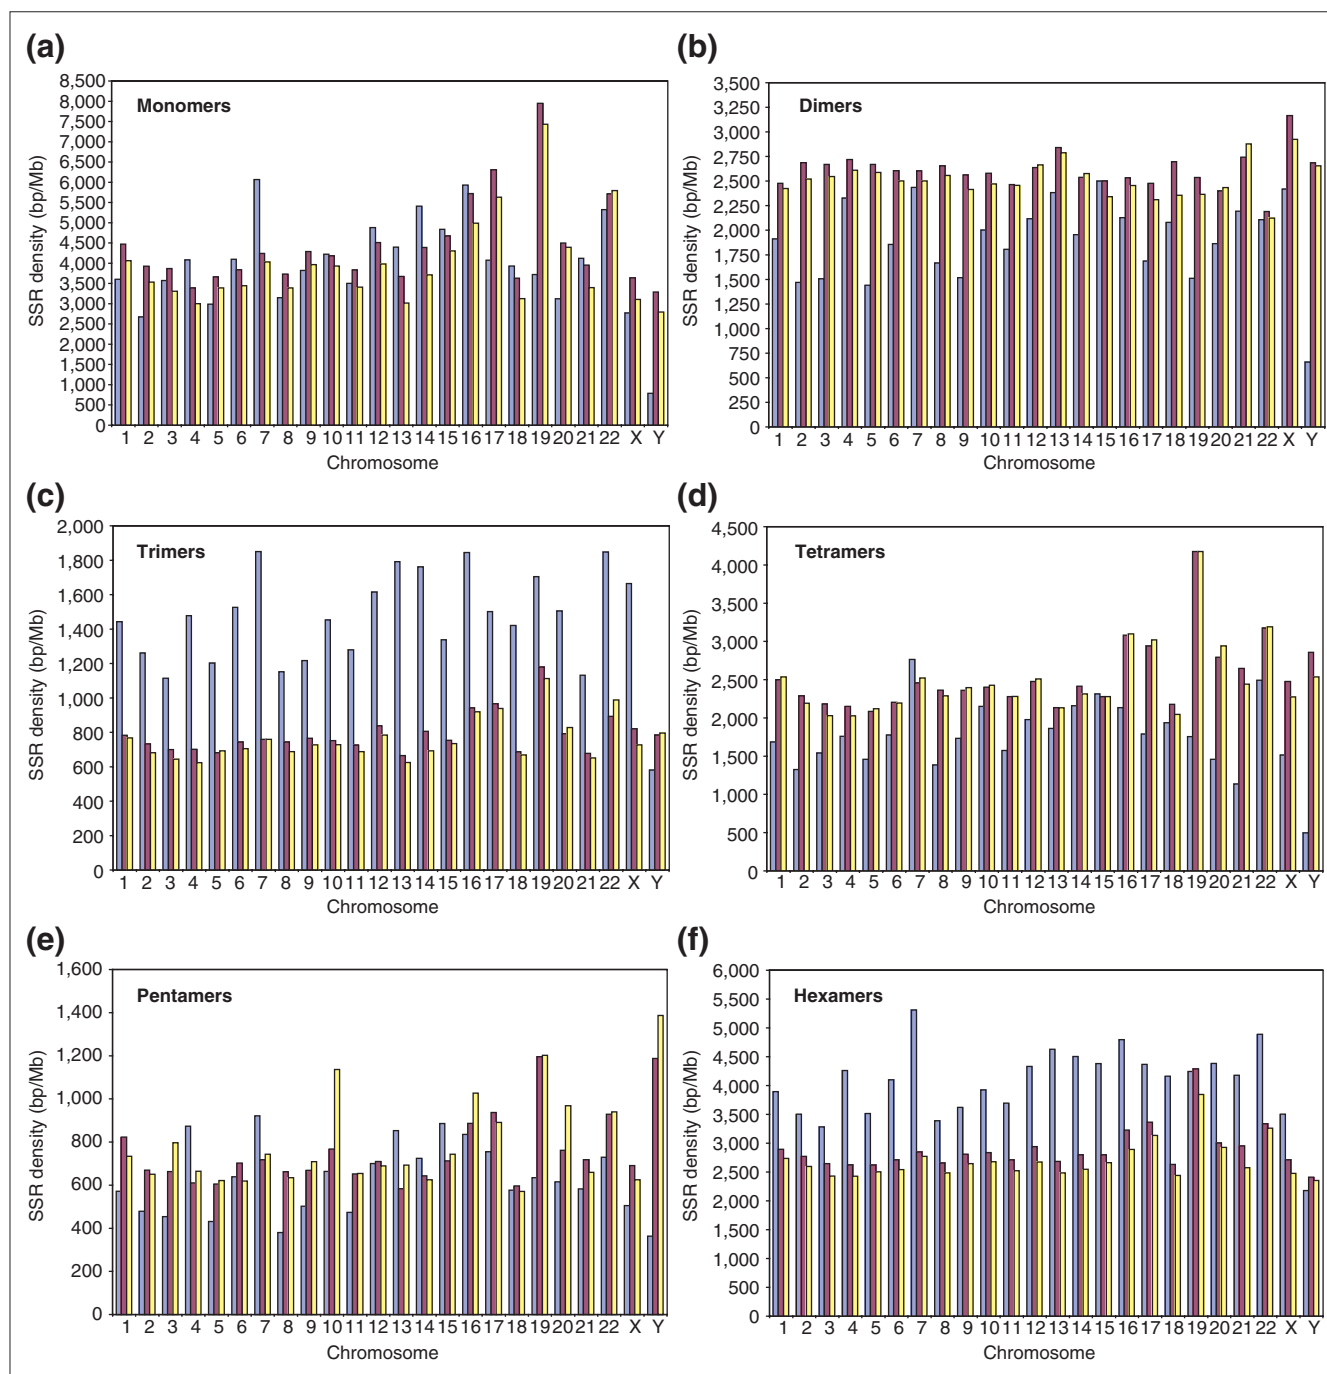 (a)
Monomers
SSR density (bp/Mb)
8,500
8,000
7,500
7,000
6,500
6,000
5,500
5,000
4,500
4,000
3,500
3,000
2,500
2,000
1,500
1,000
500
0
1 2 3 4 5 6 7 8 9 10 11 12 13 14 15 16 17 18 19 20 21 22 X Y
Chromosome
(b)
Dimers
SSR density (bp/Mb)
3,500
3,250
3,000
2,750
2,500
2,250
2,000
1,750
1,500
1,250
1,000
750
500
250
0
1 2 3 4 5 6 7 8 9 10 11 12 13 14 15 16 17 18 19 20 21 22 X Y
Chromosome
(c)
Trimers
SSR density (bp/Mb)
2,000
1,800
1,600
1,400
1,200
1,000
800
600
400
200
0
1 2 3 4 5 6 7 8 9 10 11 12 13 14 15 16 17 18 19 20 21 22 X Y
Chromosome
(d)
Tetramers
SSR density (bp/Mb)
4,500
4,000
3,500
3,000
2,500
2,000
1,500
1,000
500
0
1 2 3 4 5 6 7 8 9 10 11 12 13 14 15 16 17 18 19 20 21 22 X Y
Chromosome
(e)
Pentamers
SSR density (bp/Mb)
1,600
1,400
1,200
1,000
800
600
400
200
0
1 2 3 4 5 6 7 8 9 10 11 12 13 14 15 16 17 18 19 20 21 22 X Y
Chromosome
(f)
Hexamers
SSR density (bp/Mb)
6,000
5,500
5,000
4,500
4,000
3,500
3,000
2,500
2,000
1,500
1,000
500
0
1 2 3 4 5 6 7 8 9 10 11 12 13 14 15 16 17 18 19 20 21 22 X Y
Chromosome